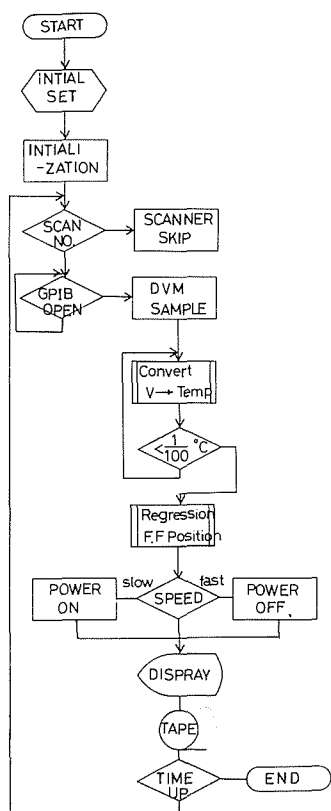 START
INTIAL
SET
INTIALI
-ZATION
SCAN
NO.
SCANNER
SKIP
GPIB
OPEN
DVM
SAMPLE
Convert
V→Temp
<1/100 °C
Regression
F.F Position
slow
fast
POWER
ON
SPEED
POWER
OFF.
DISPRAY
TAPE
TIME
UP
END